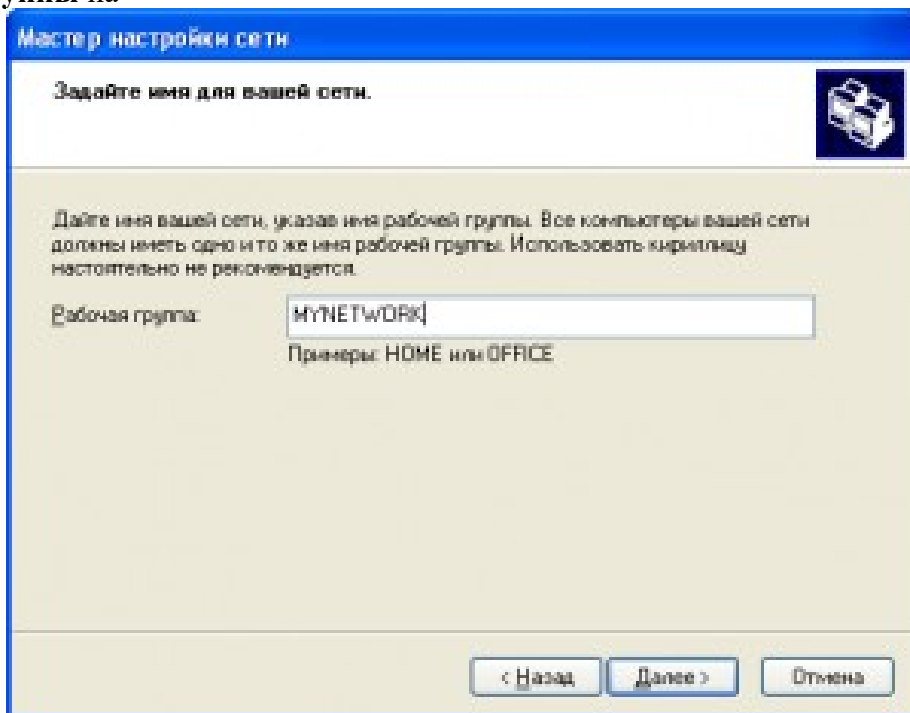 Мастер настройки сети
Задайте имя для вашей сети.
Дайте имя вашей сети, указав имя рабочей группы. Все компьютеры вашей сети
должны иметь одно и то же имя рабочей группы. Использовать кириллицу
настоятельно не рекомендуется.
Рабочая группа:
MYNETWORK
Примеры: HOME или OFFICE
< Назад
Далее >
Отмена